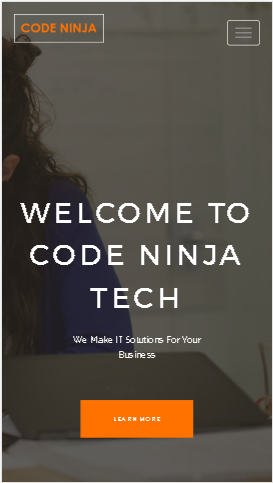 CODE NINJA
WELCOME TO
CODE NINJA
TECH
We Make IT Solutions For Your
Business
LEARN MORE